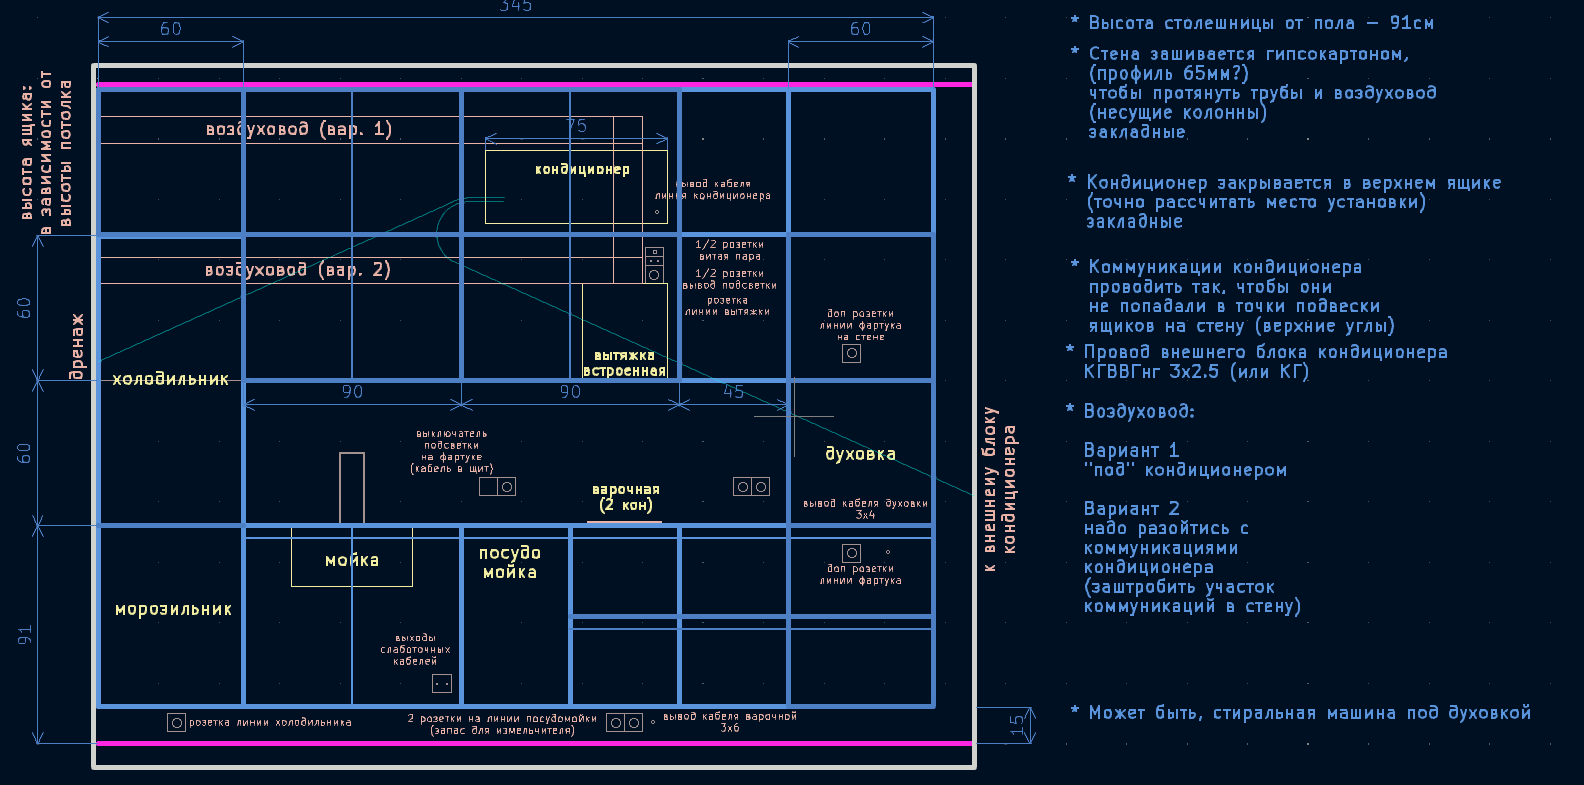 345
60
60
высота ящика:
в зависимости от
высоты потолка
воздуховод (вар. 1)
75
кондиционер
вывод кабеля
линия кондиционера
воздуховод (вар. 2)
1/2 розетки
витая пара
1/2 розетки
вывод подсветки
розетка
линии вытяжки
60
дренаж
доп розетки
линии фартука
на стене
вытяжка
встроенная
холодильник
90
90
45
60
выключатель
подсветки
на фартуке
(кабель в щит)
духовка
варочная
(2 кон)
вывод кабеля духовки
3х4
к внешнему блоку
кондиционера
мойка
посудо
мойка
доп розетки
линии фартука
морозильник
91
выходы
слаботочных
кабелей
розетка линии холодильника
2 розетки на линии посудомойки
(запас для измельчителя)
вывод кабеля варочной
3х6
15
* Высота столешницы от пола – 91см
* Стена зашивается гипсокартоном,
(профиль 65мм?)
чтобы протянуть трубы и воздуховод
(несущие колонны)
закладные
* Кондиционер закрывается в верхнем ящике
(точно рассчитать место установки)
закладные
* Коммуникации кондиционера
проводить так, чтобы они
не попадали в точки подвески
ящиков на стену (верхние углы)
* Провод внешнего блока кондиционера
КГВВГнг 3х2.5 (или КГ)
* Воздуховод:
Вариант 1
"под" кондиционером
Вариант 2
надо разойтись с
коммуникациями
кондиционера
(заштробить участок
коммуникаций в стену)
* Может быть, стиральная машина под духовкой